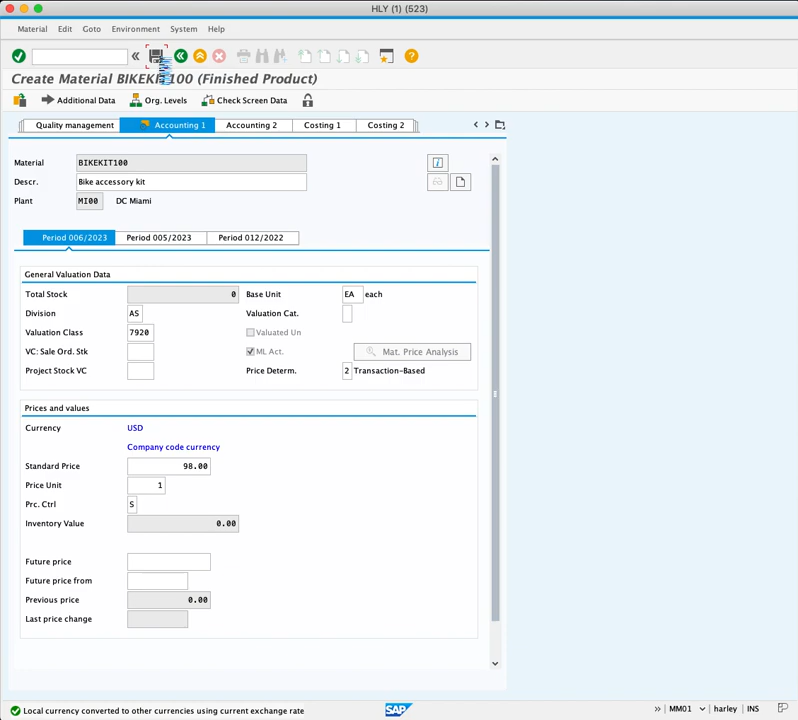 HLY (1) (523)
Material Edit Goto Environment System Help
Create Material BIKEKIT100 (Finished Product)
Additional Data Org. Levels Check Screen Data
Quality management Accounting 1 Accounting 2 Costing 1 Costing 2
Material BIKEKIT100
Descr. Bike accessory kit
Plant MI00 DC Miami
Period 006/2023 Period 005/2023 Period 012/2022
General Valuation Data
Total Stock 0 Base Unit EA each
Division AS Valuation Cat.
Valuation Class 7920 Valuated Un
VC: Sale Ord. Stk ML Act. Mat. Price Analysis
Project Stock VC Price Determ. 2 Transaction-Based
Prices and values
Currency USD
Company code currency
Standard Price 98.00
Price Unit 1
Prc. Ctrl S
Inventory Value 0.00
Future price
Future price from
Previous price 0.00
Last price change
Local currency converted to other currencies using current exchange rate SAP » MM01 harley INS